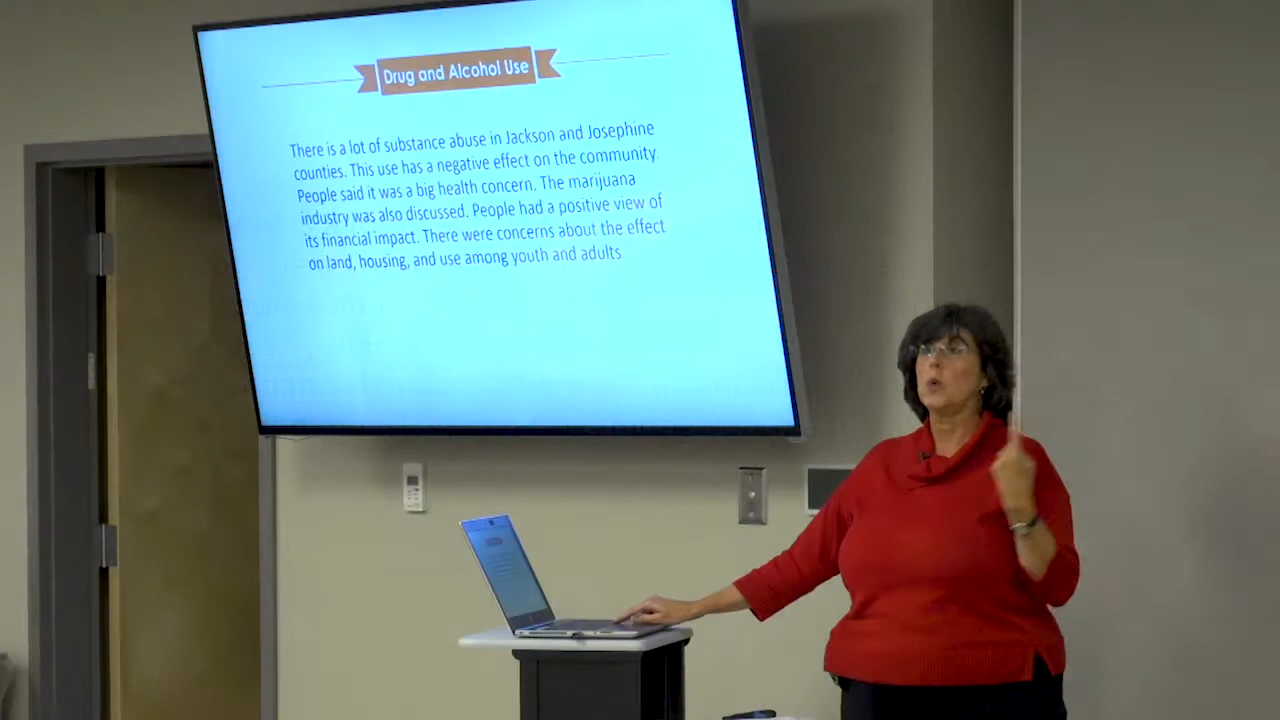 Drug and Alcohol Use
There is a lot of substance abuse in Jackson and Josephine
counties. This use has a negative effect on the community.
People said it was a big health concern. The marijuana
industry was also discussed. People had a positive view of
its financial impact. There were concerns about the effect
on land, housing, and use among youth and adults